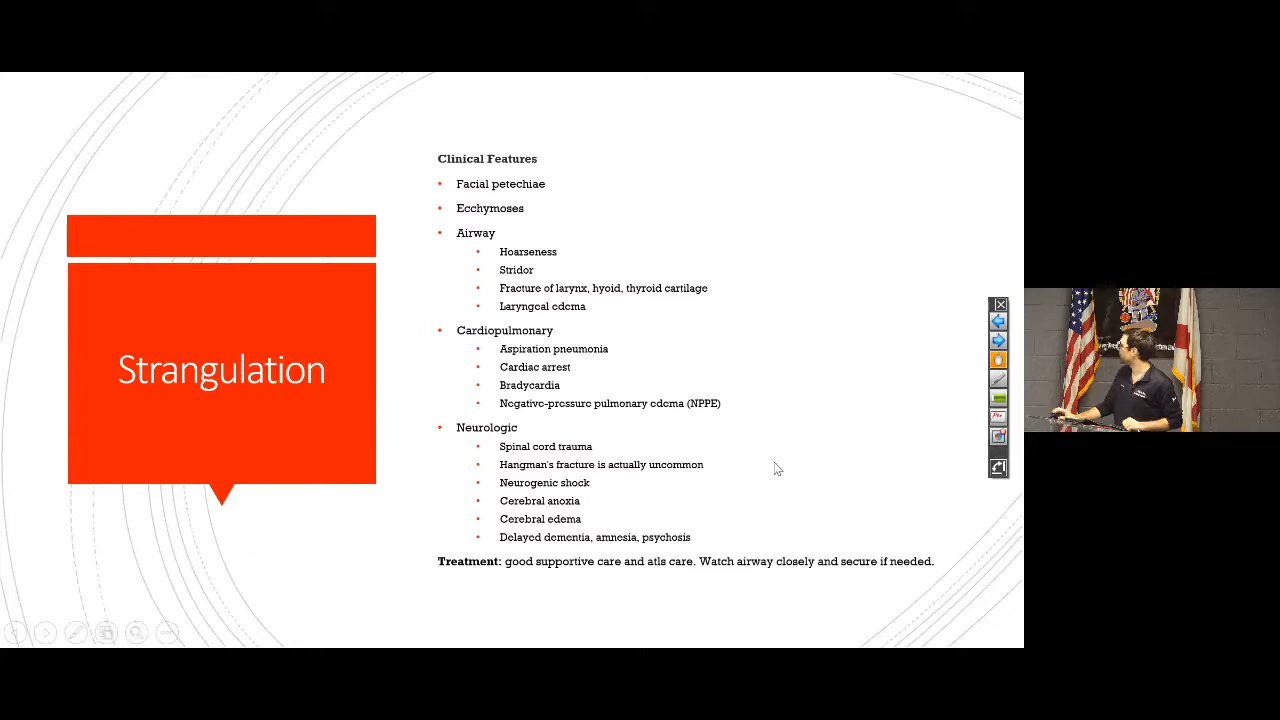 Strangulation
Clinical Features
Facial petechiae
Ecchymoses
Airway
Hoarseness
Stridor
Fracture of larynx, hyoid, thyroid cartilage
Laryngeal edema
Cardiopulmonary
Aspiration pneumonia
Cardiac arrest
Bradycardia
Negative-pressure pulmonary edema (NPPE)
Neurologic
Spinal cord trauma
Hangman's fracture is actually uncommon
Neurogenic shock
Cerebral anoxia
Cerebral edema
Delayed dementia, amnesia, psychosis
Treatment: good supportive care and atls care. Watch airway closely and secure if needed.